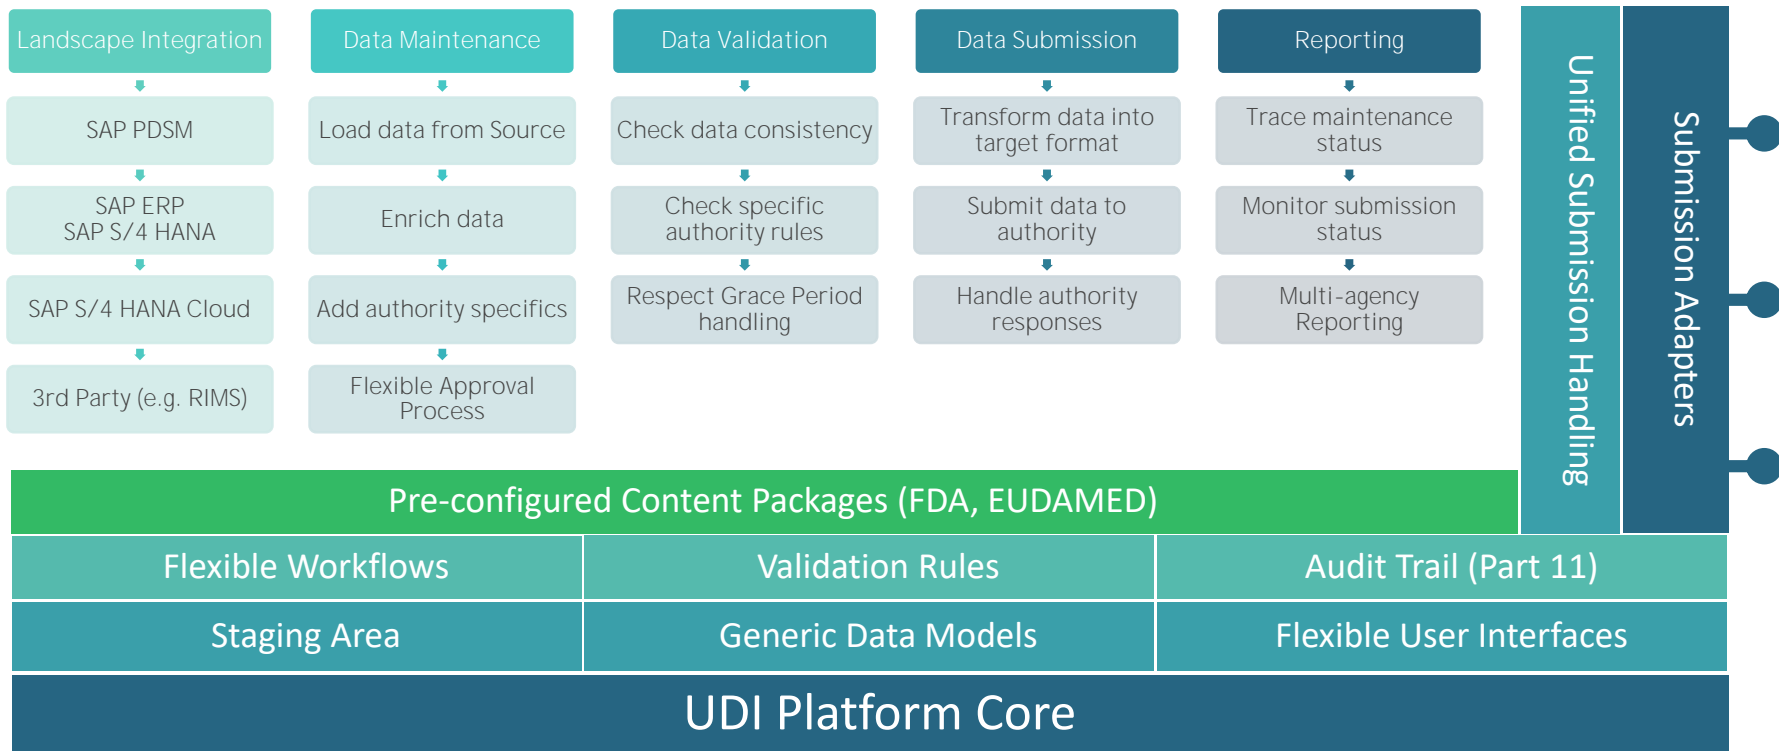 Landscape Integration
SAP PDSM
SAP ERP
SAP S/4 HANA
SAP S/4 HANA Cloud
3rd Party (e.g. RIMS)
Data Maintenance
Load data from Source
Enrich data
Add authority specifics
Flexible Approval
Process
Data Validation
Check data consistency
Check specific
authority rules
Respect Grace Period
handling
Data Submission
Transform data into
target format
Submit data to
authority
Handle authority
responses
Reporting
Trace maintenance
status
Monitor submission
status
Multi-agency
Reporting
Unified Submission Handling
Submission Adapters
Pre-configured Content Packages (FDA, EUDAMED)
Flexible Workflows
Validation Rules
Audit Trail (Part 11)
Staging Area
Generic Data Models
Flexible User Interfaces
UDI Platform Core